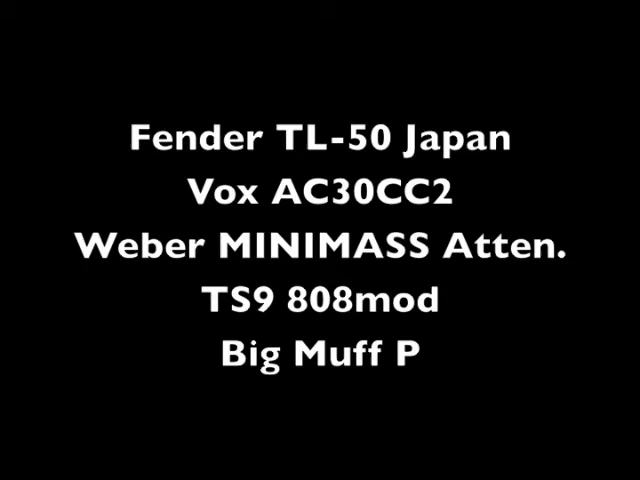 Fender TL-50 Japan
Vox AC30CC2
Weber MINIMASS Atten.
TS9 808mod
Big Muff P